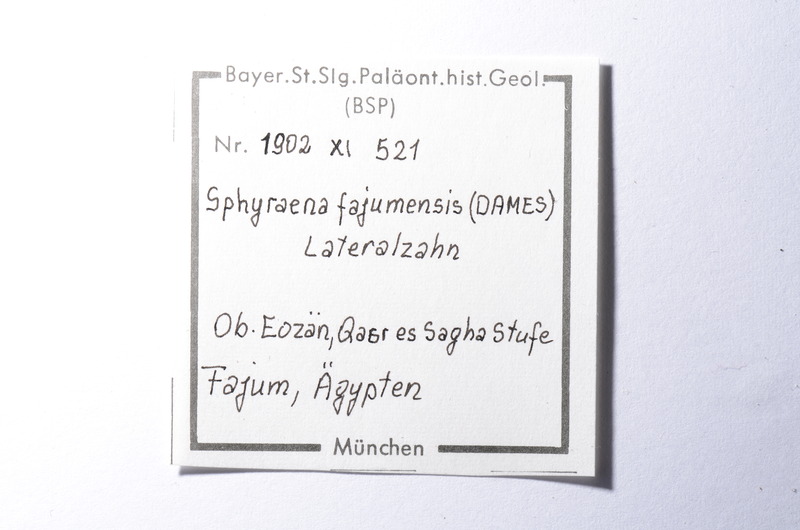 Bayer.St.Slg.Paläont.hist.Geol.
(BSP)
Nr. 1902 XI 521
Sphyraena fajumensis (DAMES)
Lateralzahn
Ob. Eozän, Qasr es Sagha Stufe
Fajum, Ägypten
München